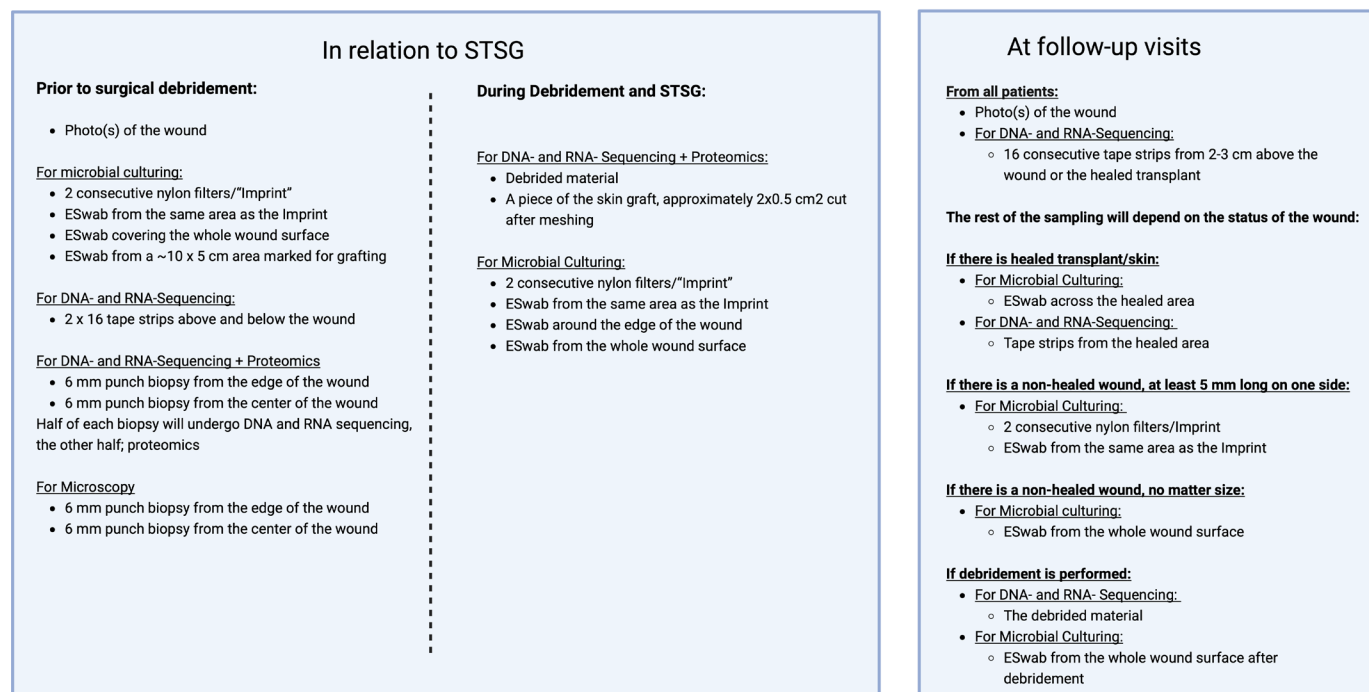 In relation to STSG
Prior to surgical debridement:
• Photo(s) of the wound
For microbial culturing:
• 2 consecutive nylon filters/“Imprint”
• ESwab from the same area as the Imprint
• ESwab covering the whole wound surface
• ESwab from a ~10 x 5 cm area marked for grafting
For DNA- and RNA-Sequencing:
• 2 x 16 tape strips above and below the wound
For DNA- and RNA-Sequencing + Proteomics
• 6 mm punch biopsy from the edge of the wound
• 6 mm punch biopsy from the center of the wound
Half of each biopsy will undergo DNA and RNA sequencing,
the other half; proteomics
For Microscopy
• 6 mm punch biopsy from the edge of the wound
• 6 mm punch biopsy from the center of the wound
During Debridement and STSG:
For DNA- and RNA- Sequencing + Proteomics:
• Debrided material
• A piece of the skin graft, approximately 2x0.5 cm2 cut
after meshing
For Microbial Culturing:
• 2 consecutive nylon filters/“Imprint”
• ESwab from the same area as the Imprint
• ESwab around the edge of the wound
• ESwab from the whole wound surface
At follow-up visits
From all patients:
• Photo(s) of the wound
• For DNA- and RNA-Sequencing:
○ 16 consecutive tape strips from 2-3 cm above the
wound or the healed transplant
The rest of the sampling will depend on the status of the wound:
If there is healed transplant/skin:
• For Microbial Culturing:
○ ESwab across the healed area
• For DNA- and RNA-Sequencing:
○ Tape strips from the healed area
If there is a non-healed wound, at least 5 mm long on one side:
• For Microbial Culturing:
○ 2 consecutive nylon filters/Imprint
○ ESwab from the same area as the Imprint
If there is a non-healed wound, no matter size:
• For Microbial culturing:
○ ESwab from the whole wound surface
If debridement is performed:
• For DNA- and RNA- Sequencing:
○ The debrided material
• For Microbial Culturing:
○ ESwab from the whole wound surface after
debridement